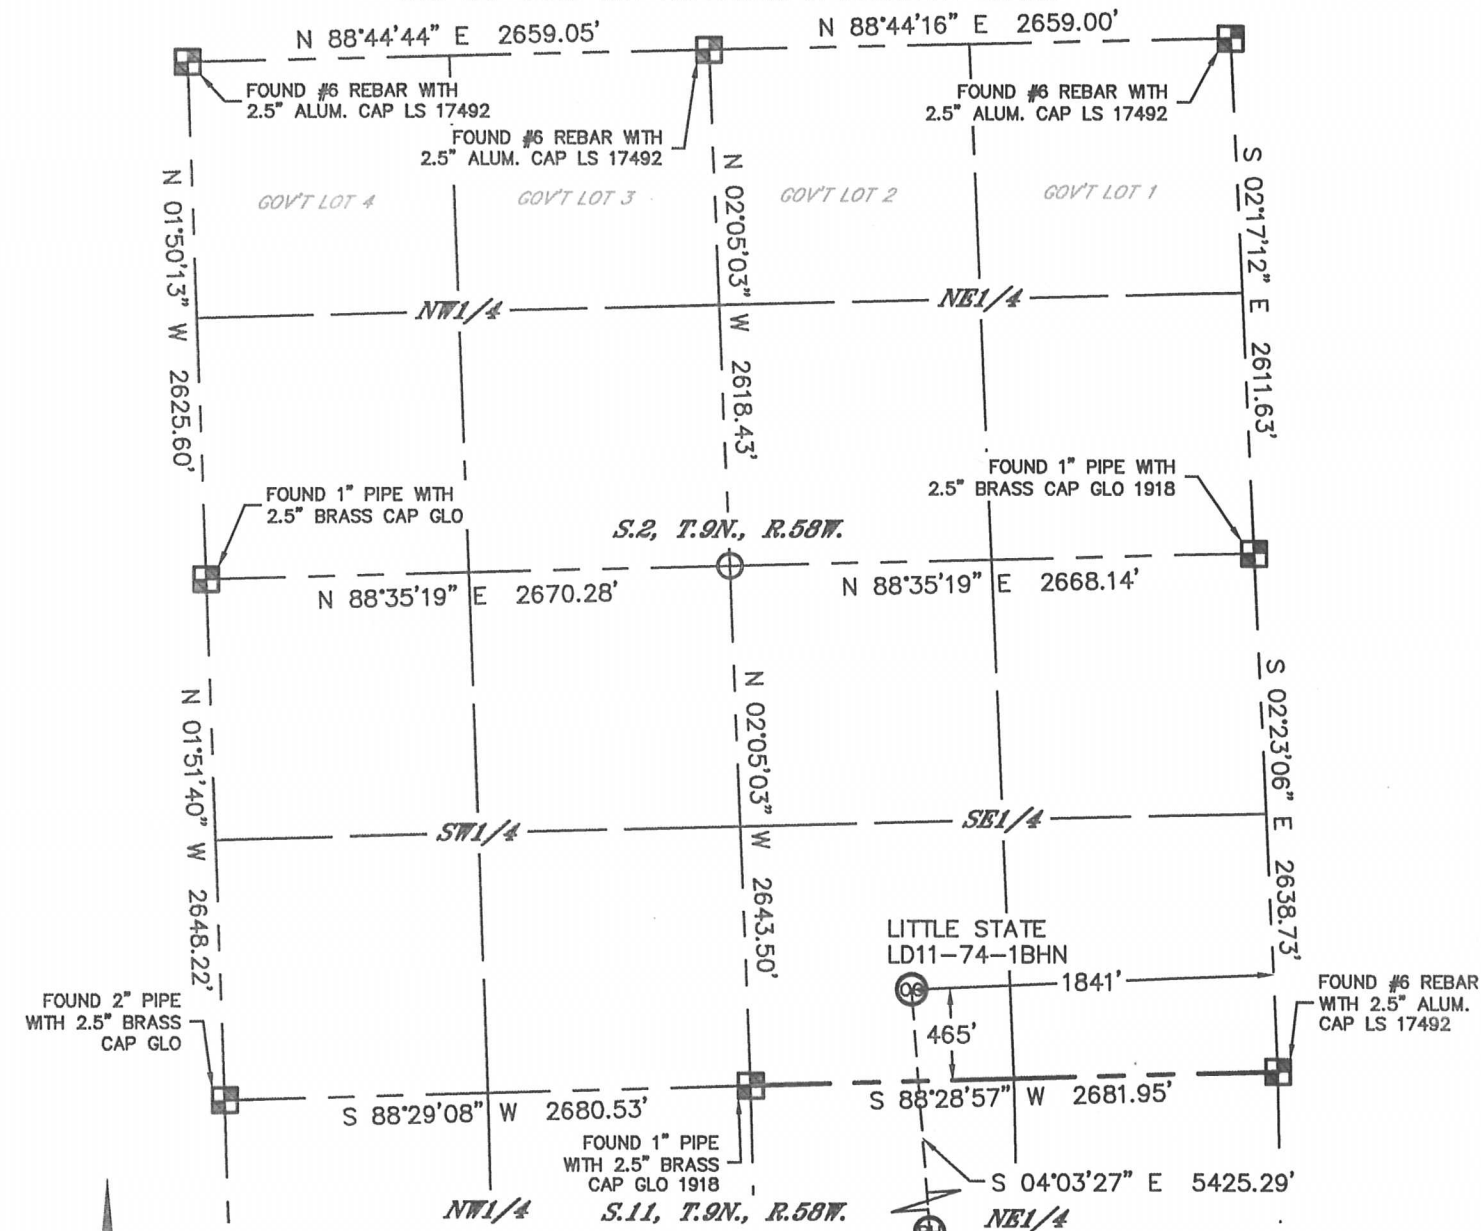 N 88°44'44" E 2659.05'
N 88°44'16" E 2659.00'
FOUND #6 REBAR WITH
2.5" ALUM. CAP LS 17492
FOUND #6 REBAR WITH
2.5" ALUM. CAP LS 17492
FOUND #6 REBAR WITH
2.5" ALUM. CAP LS 17492
N 01°50'13" W 2625.60'
GOV'T LOT 4
GOV'T LOT 3
N 02°05'03" W 2618.43'
GOV'T LOT 2
GOV'T LOT 1
S 02°17'12" E 2611.63'
NW1/4
NE1/4
FOUND 1" PIPE WITH
2.5" BRASS CAP GLO
FOUND 1" PIPE WITH
2.5" BRASS CAP GLO 1918
S.2, T.9N., R.58W.
N 88°35'19" E 2670.28'
N 88°35'19" E 2668.14'
N 01°51'40" W 2648.22'
N 02°05'03" W 2643.50'
S 02°23'06" E 2638.73'
SW1/4
SE1/4
LITTLE STATE
LD11-74-1BHN
1841'
465'
FOUND 2" PIPE
WITH 2.5" BRASS
CAP GLO
FOUND #6 REBAR
WITH 2.5" ALUM.
CAP LS 17492
S 88°29'08" W 2680.53'
S 88°28'57" W 2681.95'
FOUND 1" PIPE
WITH 2.5" BRASS
CAP GLO 1918
S 04°03'27" E 5425.29'
NW1/4
S.11, T.9N., R.58W.
NE1/4